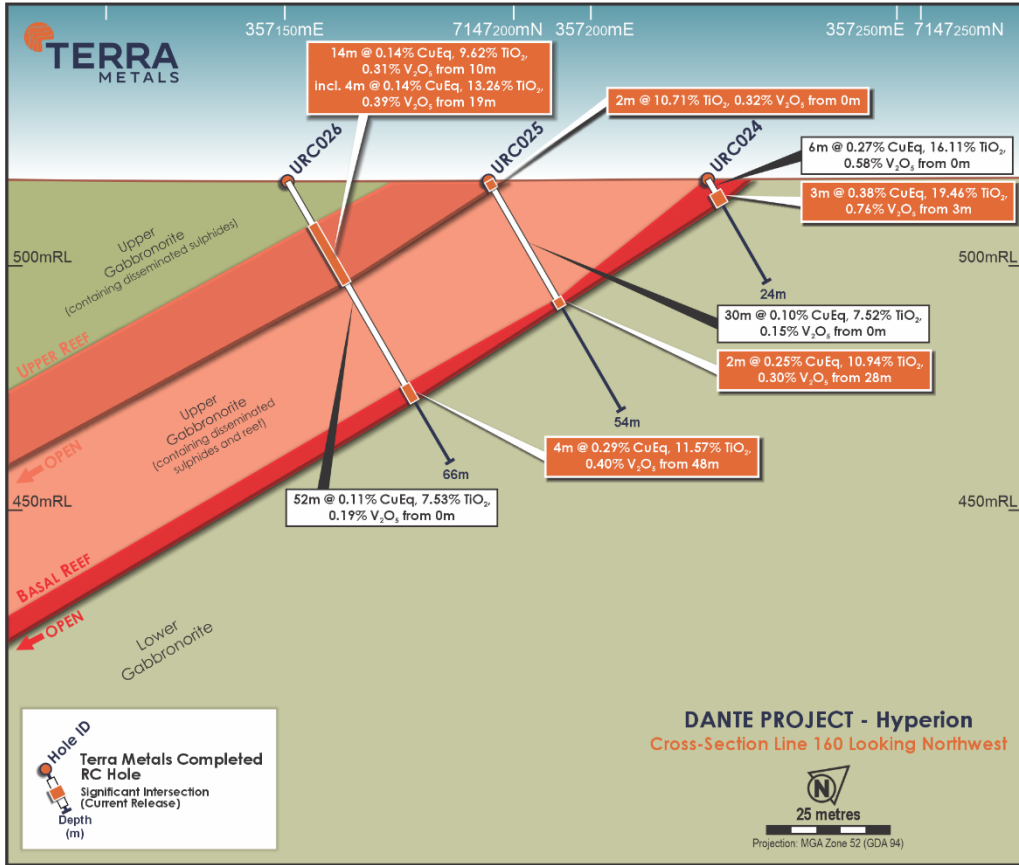 357150mE
7147200mN
357200mE
357250mE
7147250mN
TERRA
METALS
14m @ 0.14% CuEq, 9.62% TiO₂,
0.31% V₂O₅ from 10m
incl. 4m @ 0.14% CuEq, 13.26% TiO₂,
0.39% V₂O₅ from 19m
2m @ 10.71% TiO₂, 0.32% V₂O₅ from 0m
URC026
URC025
URC024
6m @ 0.27% CuEq, 16.11% TiO₂,
0.58% V₂O₅ from 0m
3m @ 0.38% CuEq, 19.46% TiO₂,
0.76% V₂O₅ from 3m
Upper
Gabbronorite
(containing disseminated sulphides)
500mRL
500mRL
24m
30m @ 0.10% CuEq, 7.52% TiO₂,
0.15% V₂O₅ from 0m
UPPER REEF
2m @ 0.25% CuEq, 10.94% TiO₂,
0.30% V₂O₅ from 28m
Upper
Gabbronorite
(containing disseminated
sulphides and reef)
54m
OPEN
4m @ 0.29% CuEq, 11.57% TiO₂,
0.40% V₂O₅ from 48m
66m
52m @ 0.11% CuEq, 7.53% TiO₂,
0.19% V₂O₅ from 0m
450mRL
450mRL
BASAL REEF
OPEN
Lower
Gabbronorite
Hole ID
Terra Metals Completed
RC Hole
Significant Intersection
(Current Release)
Depth
(m)
DANTE PROJECT - Hyperion
Cross-Section Line 160 Looking Northwest
N
25 metres
Projection: MGA Zone 52 (GDA 94)